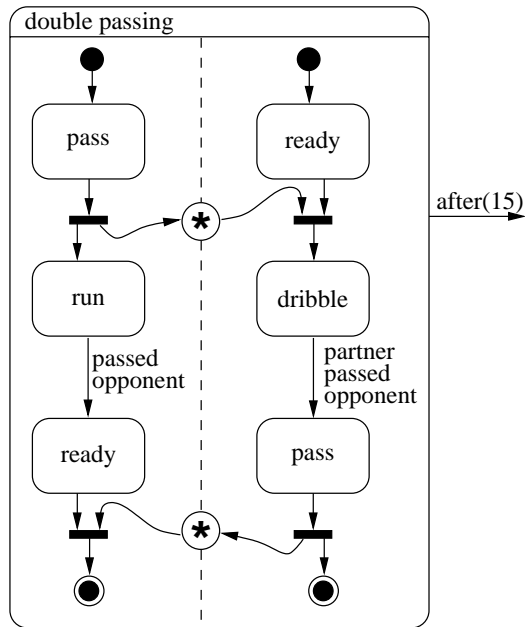 double passing
pass
ready
*
after(15)
run
dribble
passed
opponent
partner
passed
opponent
ready
pass
*